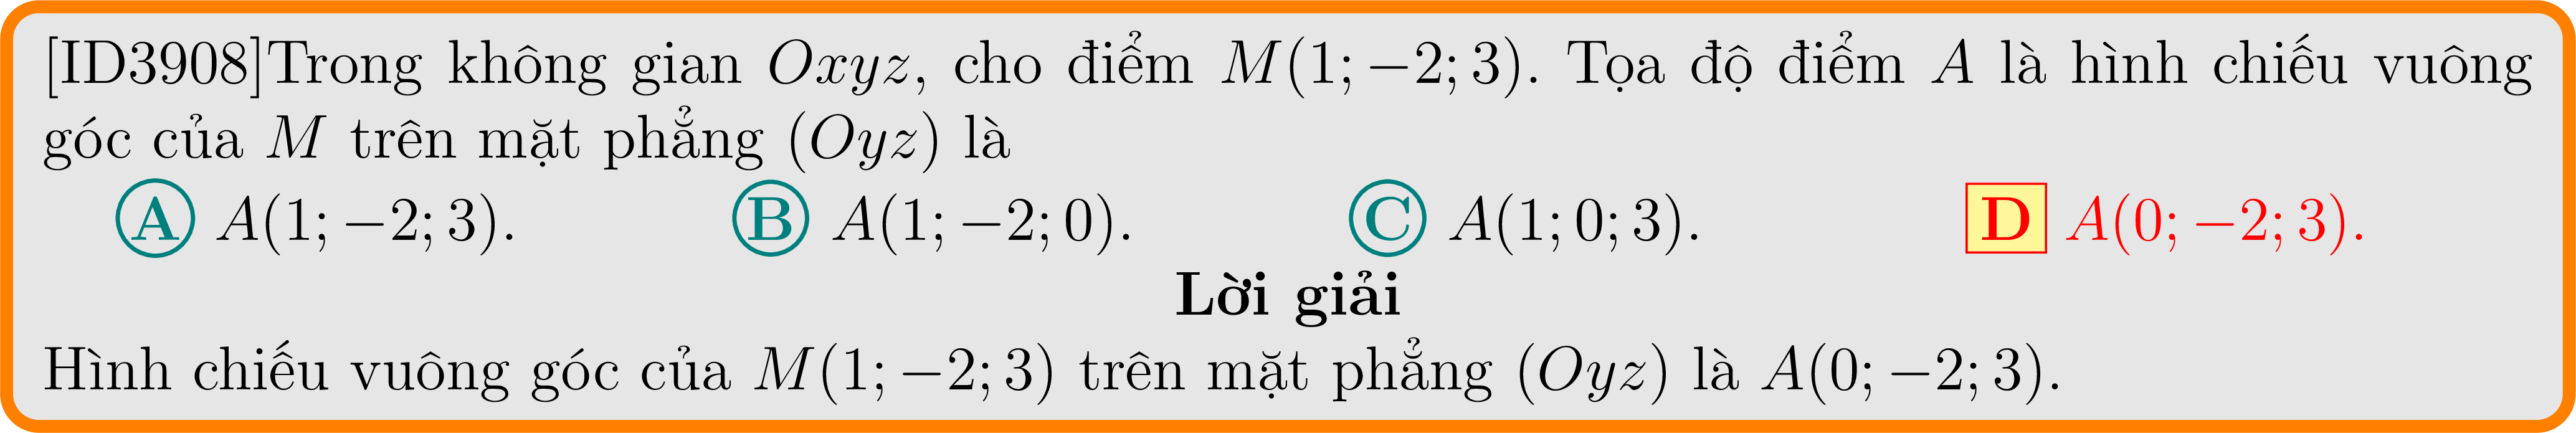 [ID3908]Trong không gian Oxyz, cho điểm M(1; −2; 3). Tọa độ điểm A là hình chiếu vuông
góc của M trên mặt phẳng (Oyz) là
A A(1; −2; 3). B A(1; −2; 0). C A(1; 0; 3). D A(0; −2; 3).
Lời giải
Hình chiếu vuông góc của M(1; −2; 3) trên mặt phẳng (Oyz) là A(0; −2; 3).